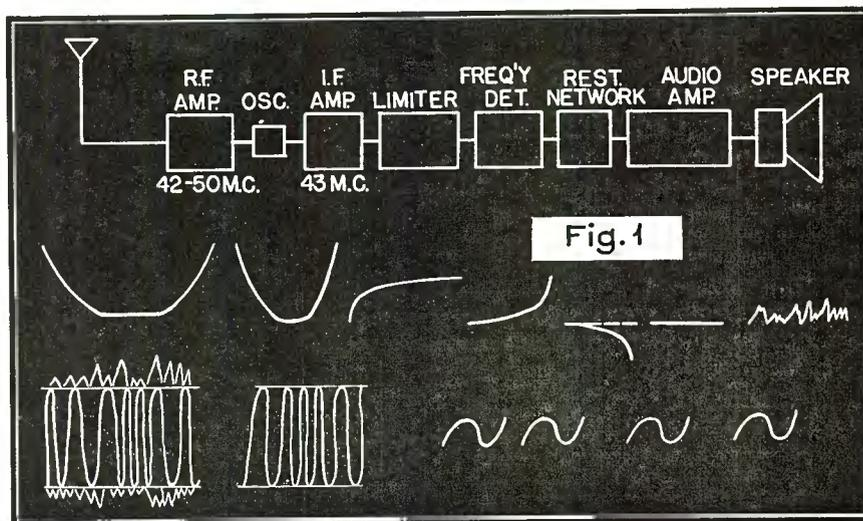 R.F. AMP.
OSC.
I.F. AMP
LIMITER
FREQ'Y DET.
REST. NETWORK
AUDIO AMP.
SPEAKER
42-50 M.C.
43 M.C.
Fig. 1